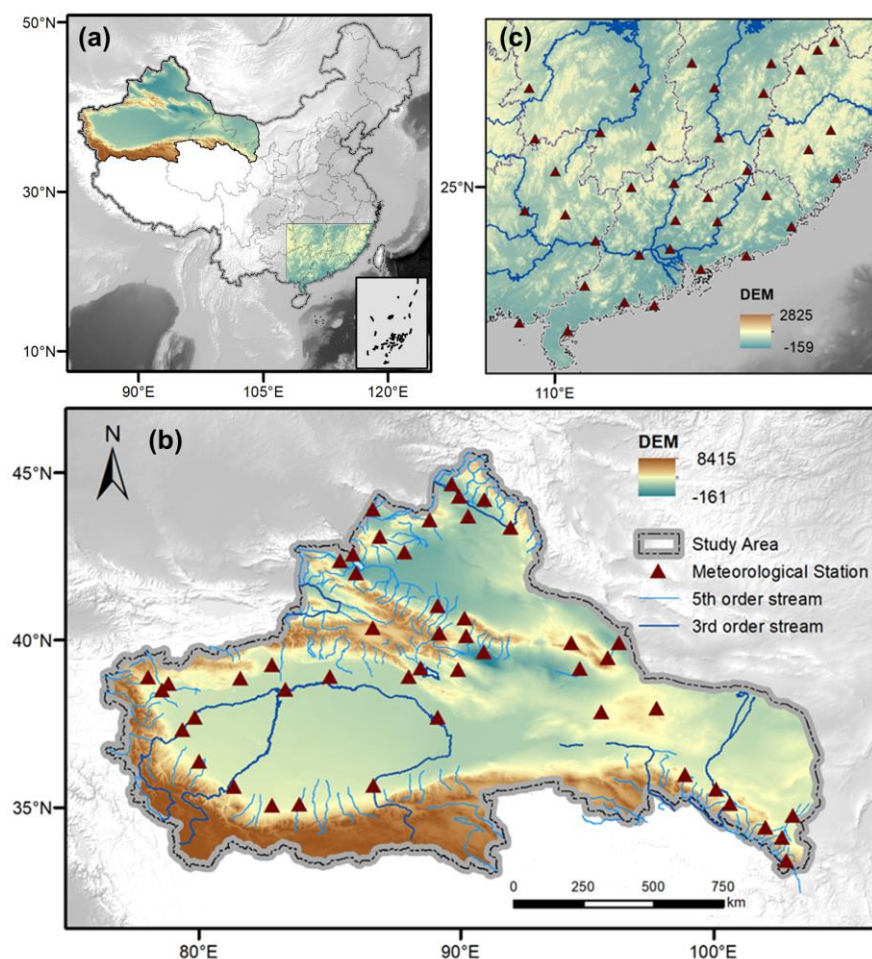 (a)
50°N
30°N
10°N
90°E
105°E
120°E
(c)
25°N
110°E
DEM
2825
-159
(b)
N
45°N
40°N
35°N
80°E
90°E
100°E
DEM
8415
-161
Study Area
Meteorological Station
5th order stream
3rd order stream
0 250 500 750
km